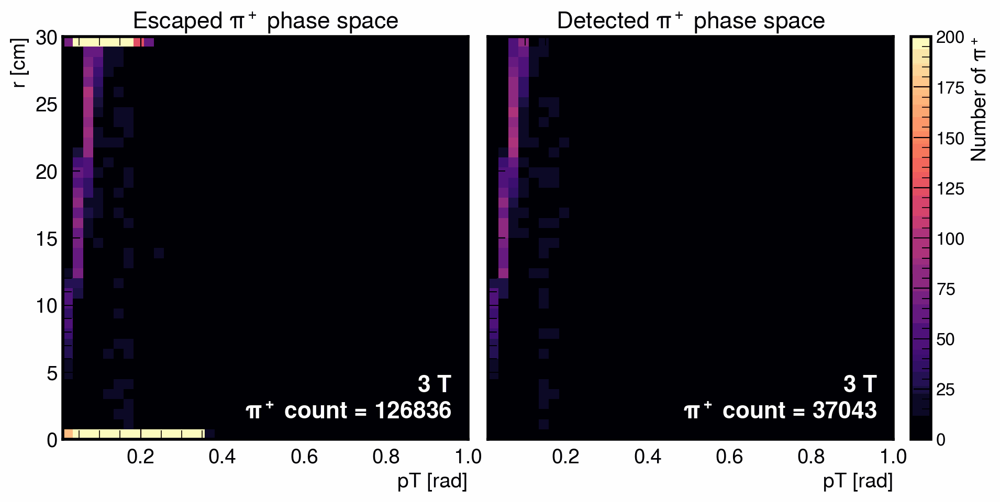 Escaped π⁺ phase space
Detected π⁺ phase space
r [cm]
30
25
20
15
10
5
0
3 T
π⁺ count = 126836
0.2
0.4
0.6
0.8
1.0
pT [rad]
3 T
π⁺ count = 37043
0.2
0.4
0.6
0.8
1.0
pT [rad]
200
175
150
125
100
75
50
25
0
Number of π⁺